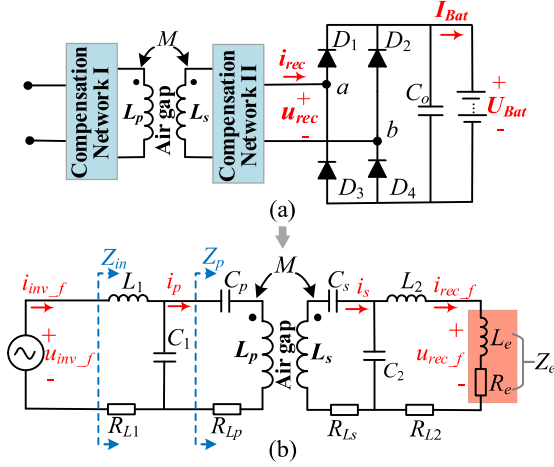 Compensation Network I
M
L_p
Air gap
L_s
Compensation Network II
i_rec
+
u_rec
-
a
b
D_1
D_2
D_3
D_4
I_Bat
C_o
+
U_Bat
-
(a)
i_inv_f
+
u_inv_f
-
Z_in
L_1
i_p
C_1
R_L1
Z_p
C_p
M
L_p
Air gap
L_s
R_Lp
C_s
i_s
L_2
i_rec_f
C_2
R_Ls
R_L2
+
u_rec_f
-
L_e
R_e
Z_e
(b)